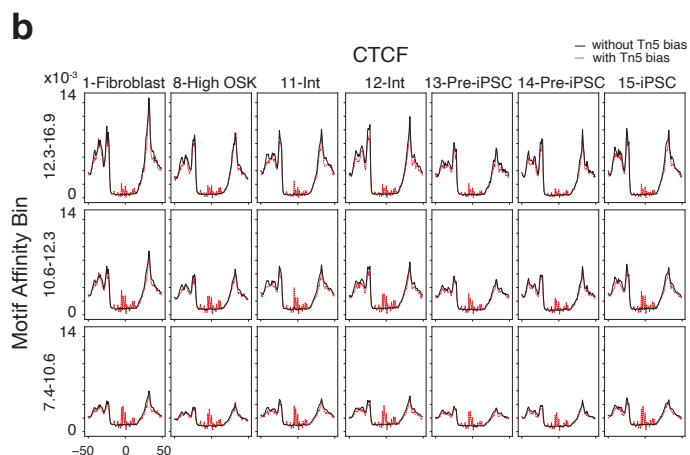 b
CTCF
without Tn5 bias
with Tn5 bias
x10-3
1-Fibroblast 8-High OSK 11-Int 12-Int 13-Pre-iPSC 14-Pre-iPSC 15-iPSC
Motif Affinity Bin
12.3-16.9
14
0
10.6-12.3
14
0
7.4-10.6
14
0
−50 0 50